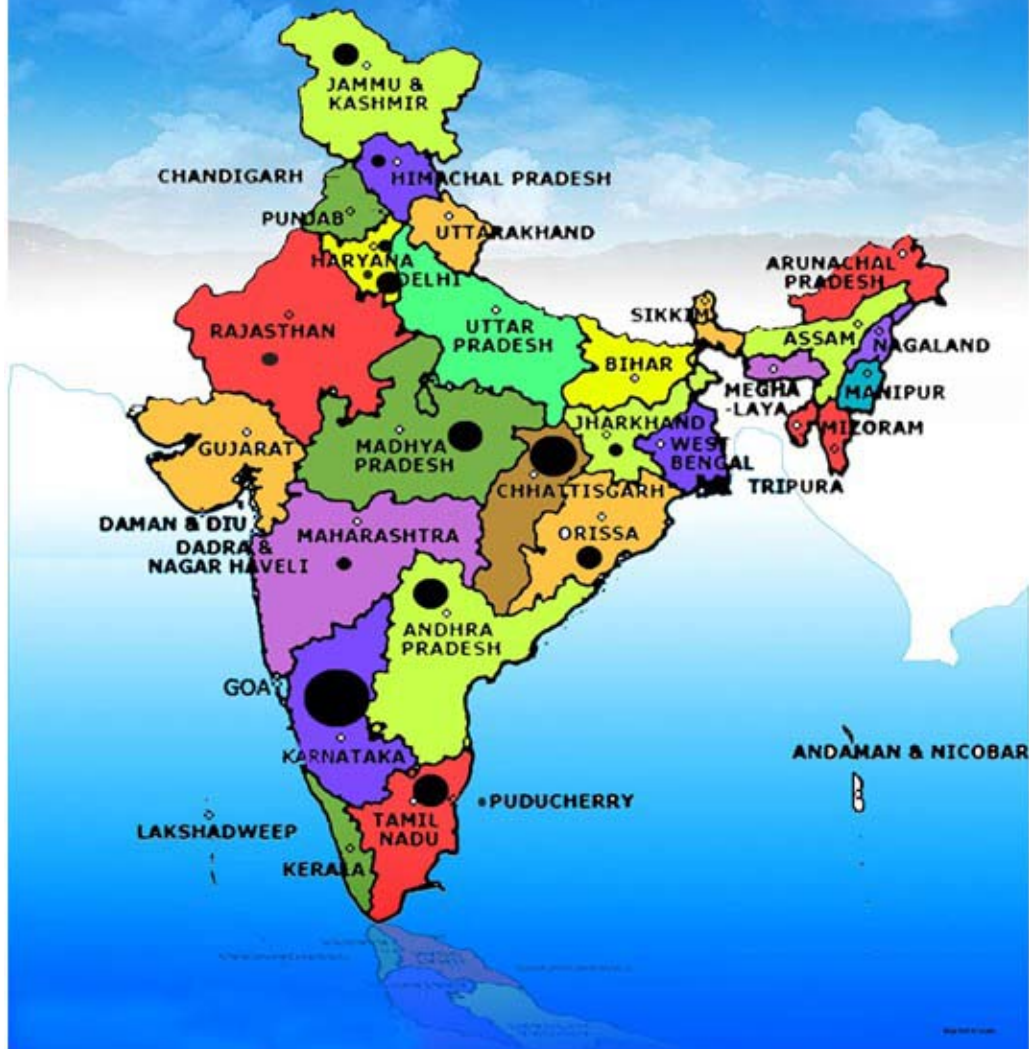 JAMMU &
KASHMIR
CHANDIGARH
HIMACHAL PRADESH
PUNJAB
UTTARAKHAND
HARYANA
DELHI
ARUNACHAL
PRADESH
RAJASTHAN
UTTAR
PRADESH
SIKKIM
ASSAM
NAGALAND
BIHAR
MEGHA
-LAYA
MANIPUR
GUJARAT
MADHYA
PRADESH
JHARKHAND
WEST
BENGAL
MIZORAM
CHHATTISGARH
TRIPURA
DAMAN & DIU
DADRA &
NAGAR HAVELI
MAHARASHTRA
ORISSA
ANDHRA
PRADESH
GOA
KARNATAKA
ANDAMAN & NICOBAR
PUDUCHERRY
LAKSHADWEEP
TAMIL
NADU
KERALA